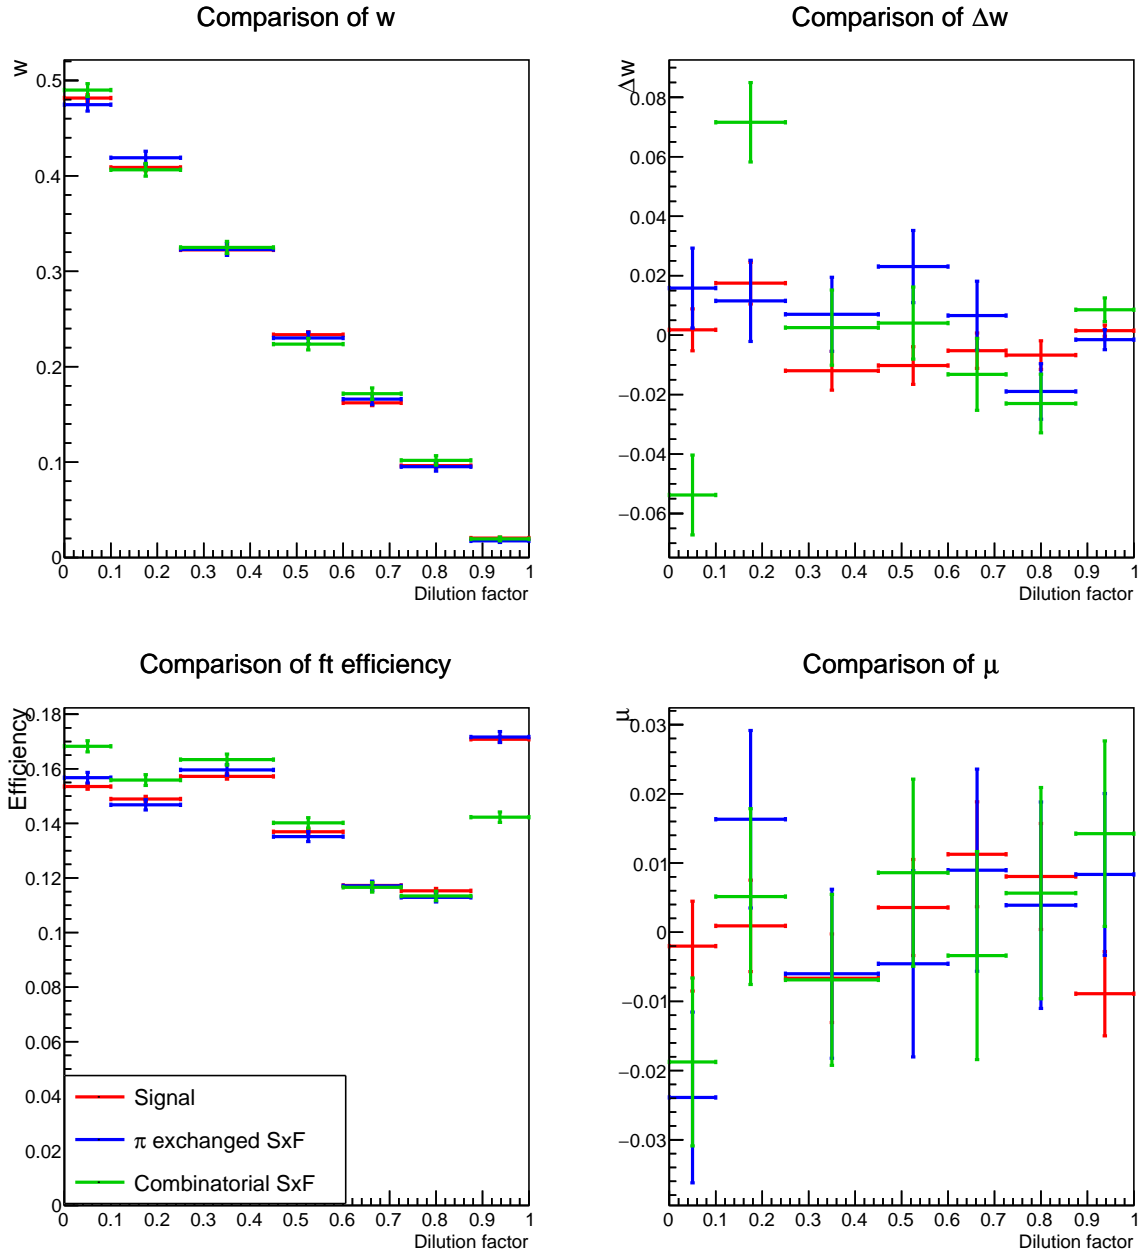 Comparison of w
w
0.5
0.4
0.3
0.2
0.1
0
0 0.1 0.2 0.3 0.4 0.5 0.6 0.7 0.8 0.9 1
Dilution factor
Comparison of Δw
Δw
0.08
0.06
0.04
0.02
0
−0.02
−0.04
−0.06
0 0.1 0.2 0.3 0.4 0.5 0.6 0.7 0.8 0.9 1
Dilution factor
Comparison of ft efficiency
Efficiency
0.18
0.16
0.14
0.12
0.1
0.08
0.06
0.04
0.02
0
Signal
π exchanged SxF
Combinatorial SxF
0 0.1 0.2 0.3 0.4 0.5 0.6 0.7 0.8 0.9 1
Dilution factor
Comparison of μ
μ
0.03
0.02
0.01
0
−0.01
−0.02
−0.03
0 0.1 0.2 0.3 0.4 0.5 0.6 0.7 0.8 0.9 1
Dilution factor